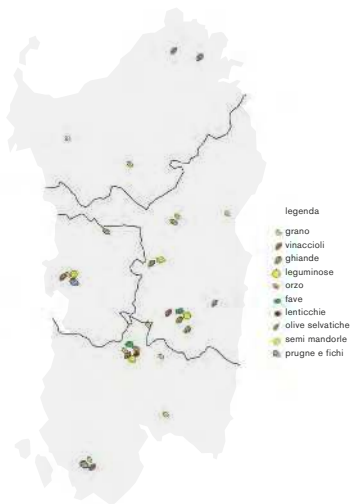 legenda
grano
vinaccioli
ghiande
leguminose
orzo
fave
lenticchie
olive selvatiche
semi mandorle
prugne e fichi